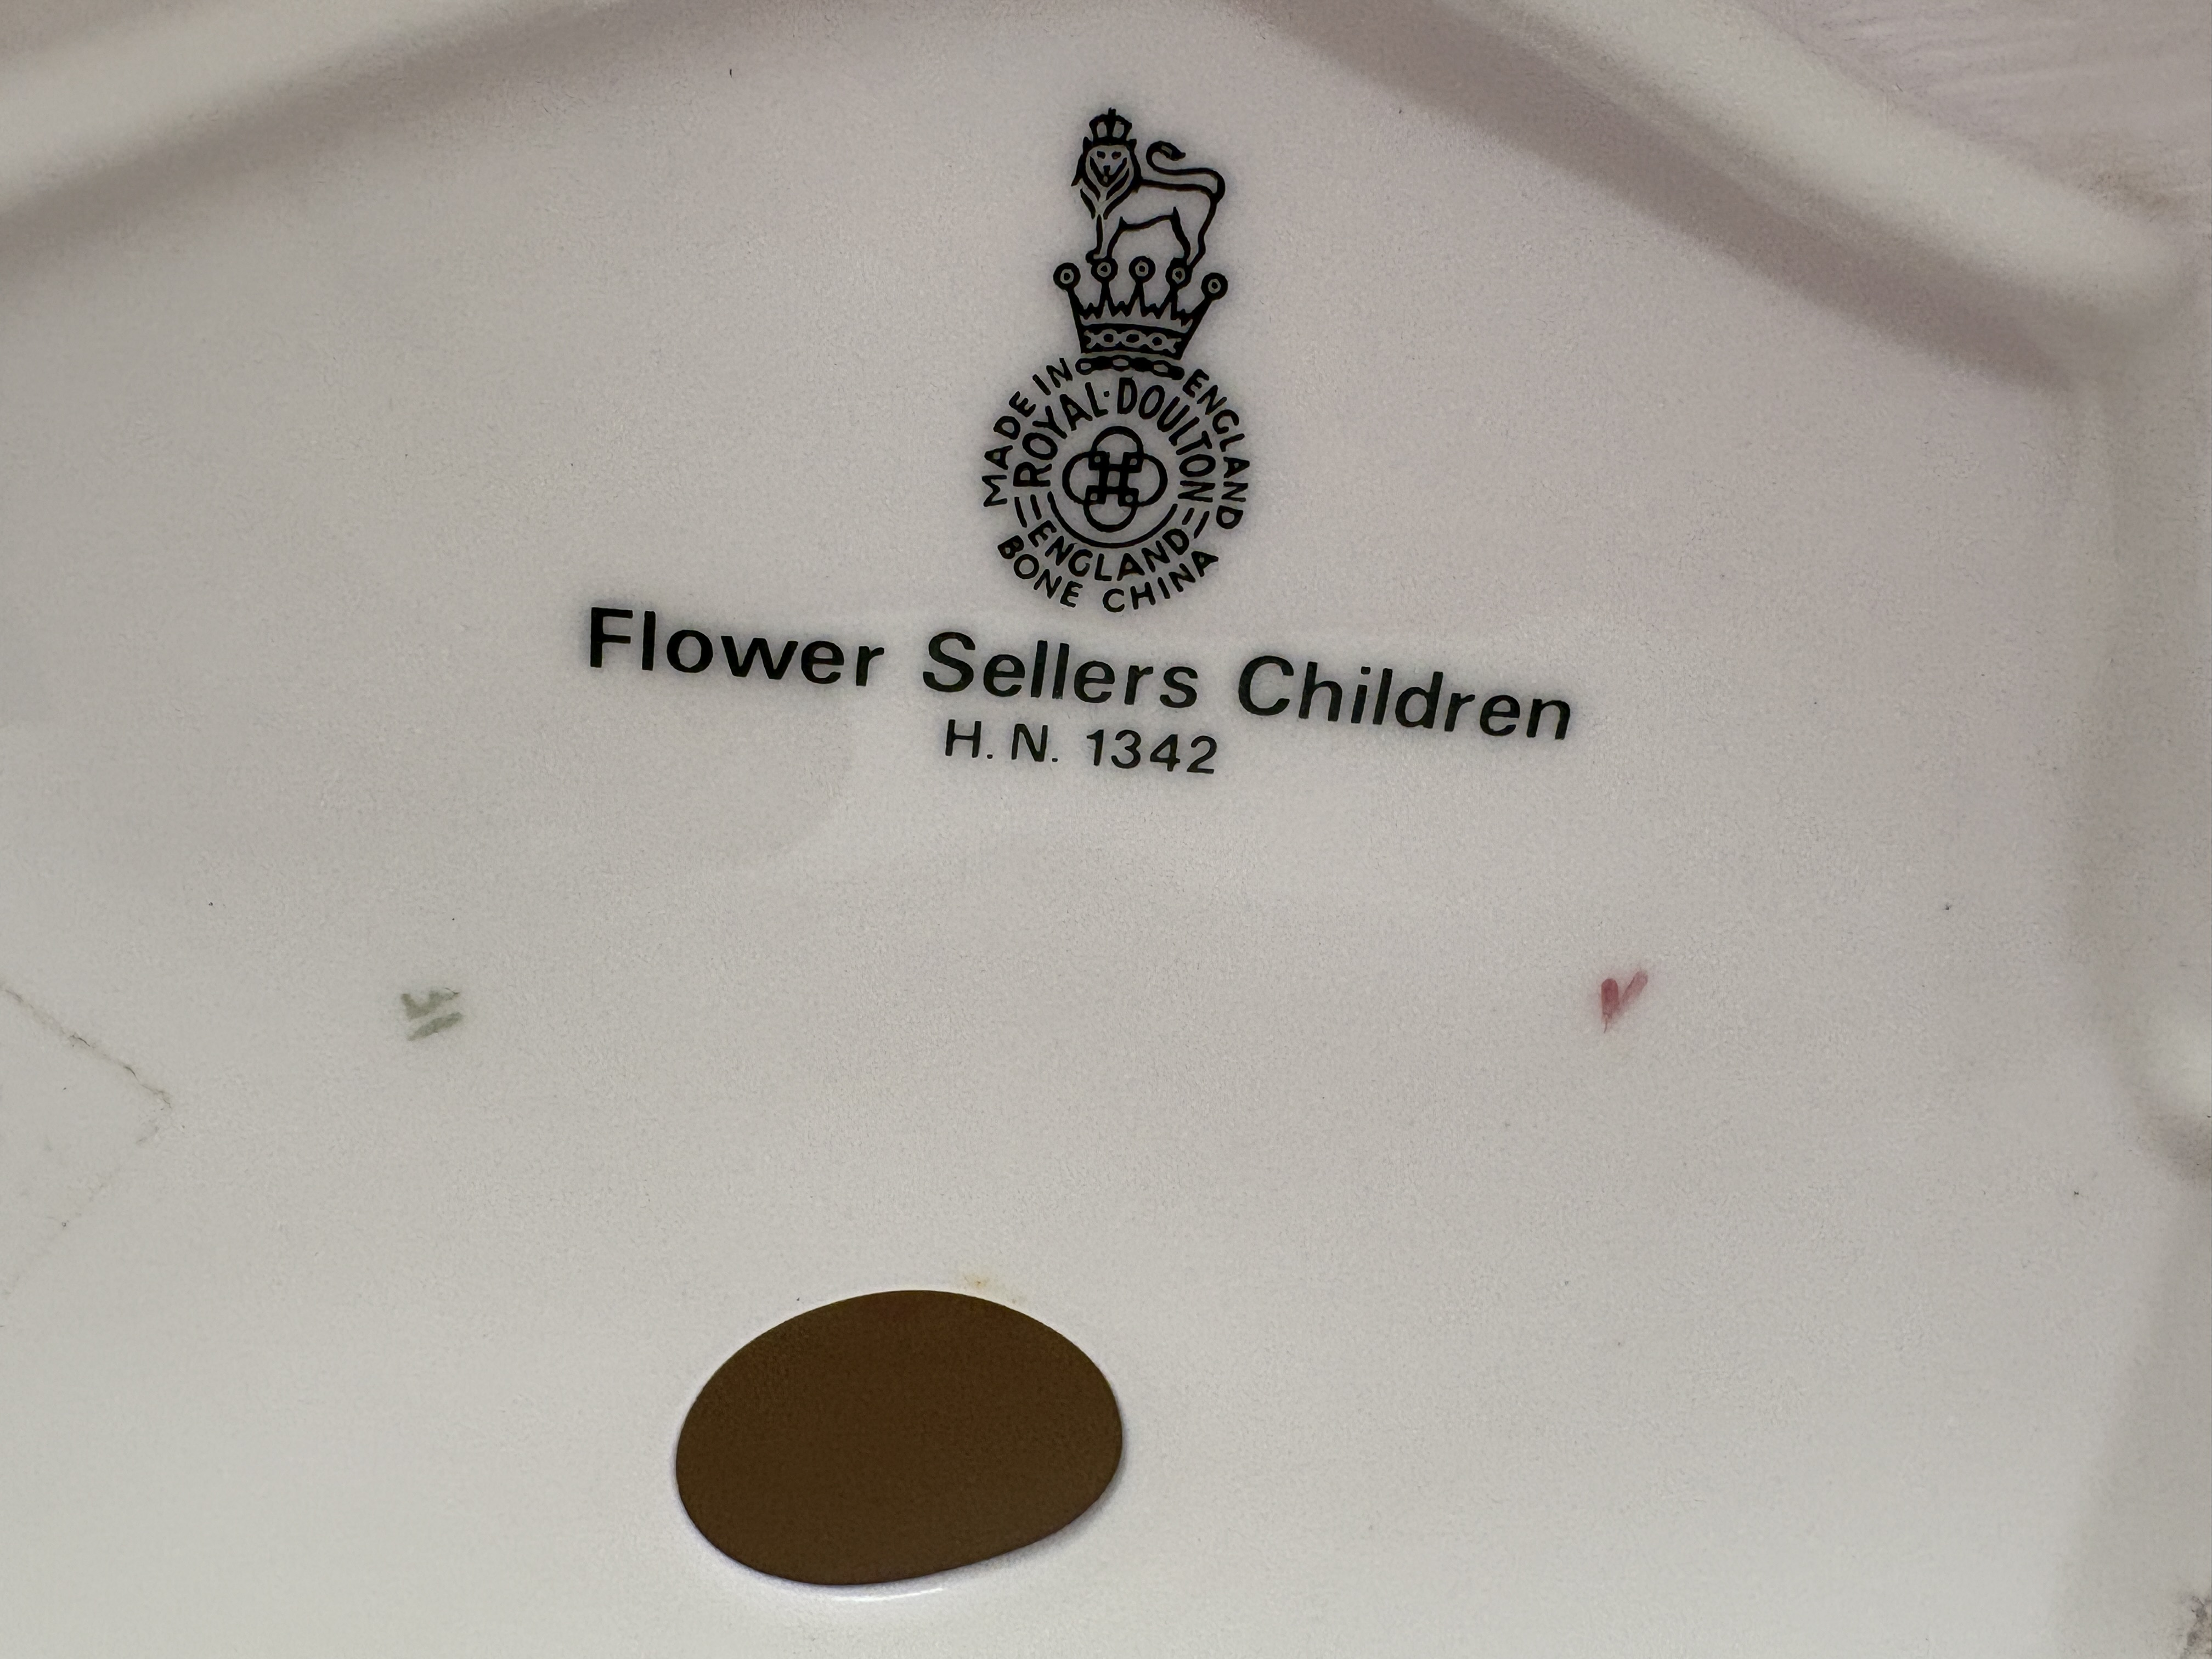 MADE IN ENGLAND
ROYAL·DOULTON
ENGLAND
BONE CHINA
Flower Sellers Children
H. N. 1342